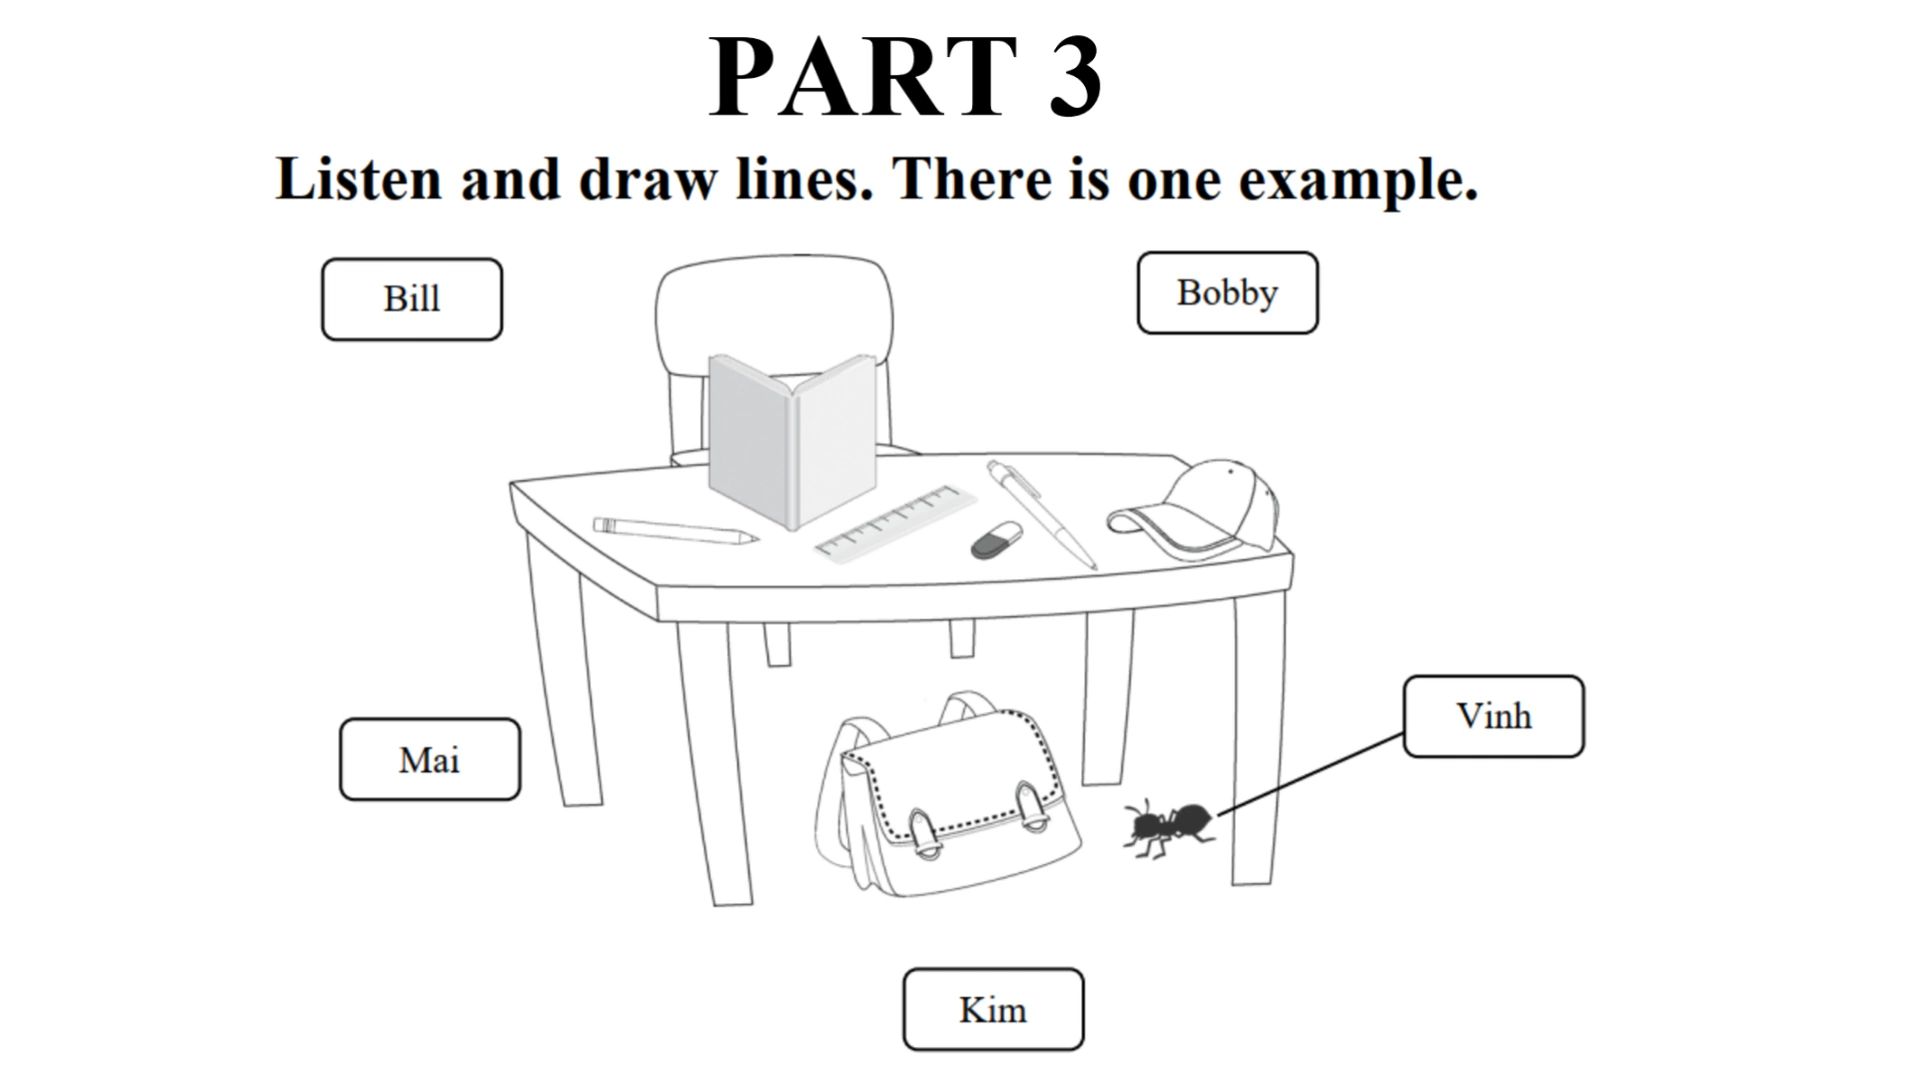 PART 3
Listen and draw lines. There is one example.
Bill
Bobby
Vinh
Mai
Kim